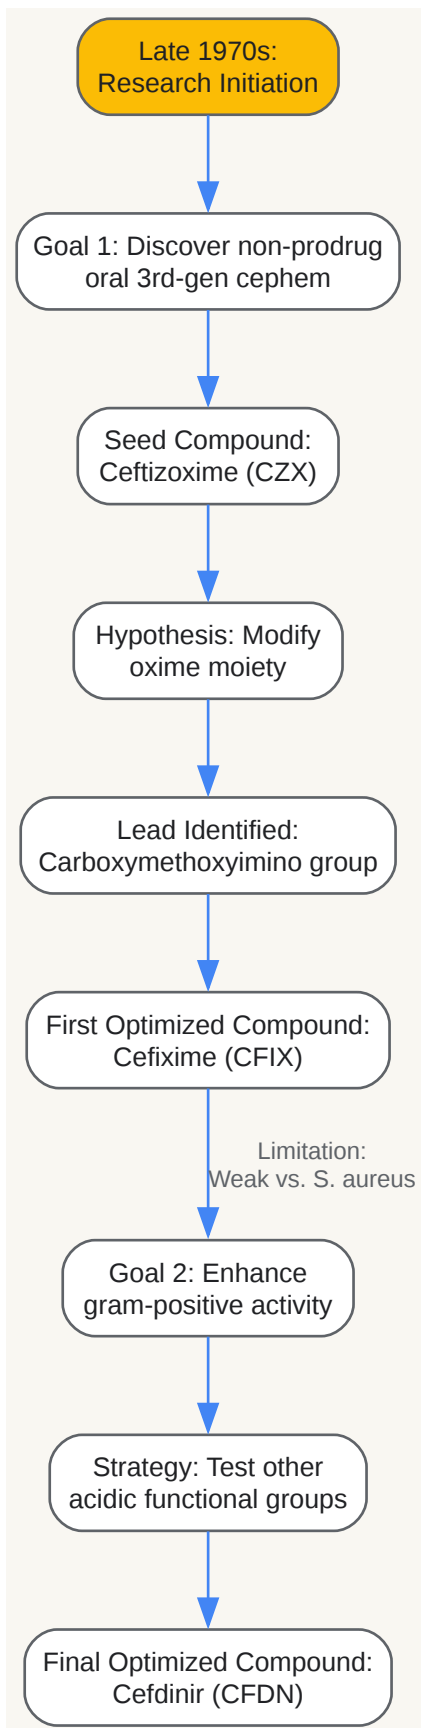 Late 1970s:
Research Initiation
Goal 1: Discover non-prodrug
oral 3rd-gen cephem
Seed Compound:
Ceftizoxime (CZX)
Hypothesis: Modify
oxime moiety
Lead Identified:
Carboxymethoxyimino group
First Optimized Compound:
Cefixime (CFIX)
Limitation:
Weak vs. S. aureus
Goal 2: Enhance
gram-positive activity
Strategy: Test other
acidic functional groups
Final Optimized Compound:
Cefdinir (CFDN)